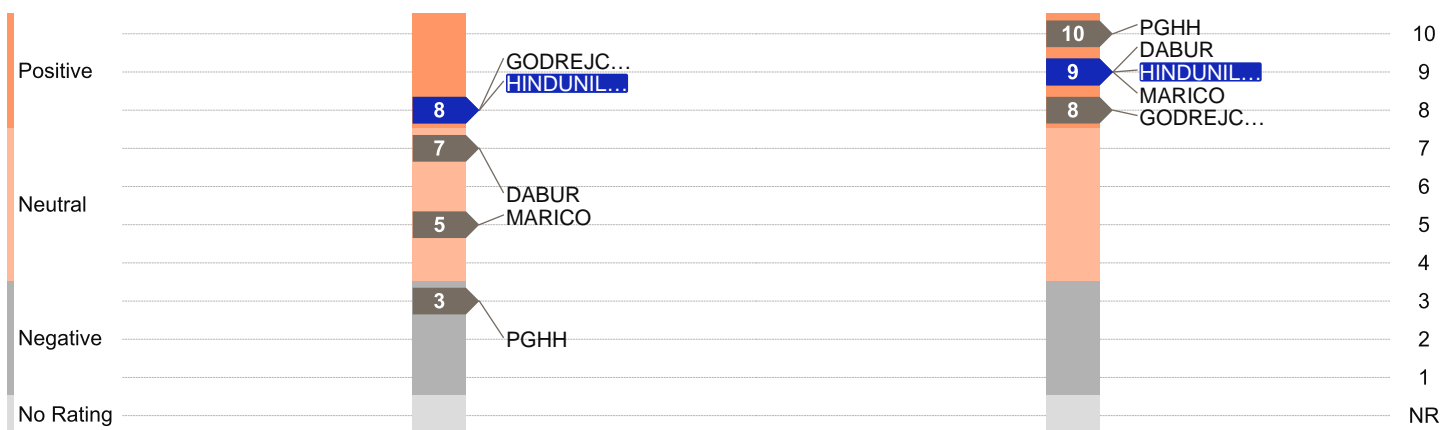 Positive
Neutral
Negative
No Rating
8
GODREJC…
HINDUNIL…
7
DABUR
MARICO
5
3
PGHH
10
PGHH
DABUR
9
HINDUNIL…
MARICO
8
GODREJC…
10
9
8
7
6
5
4
3
2
1
NR